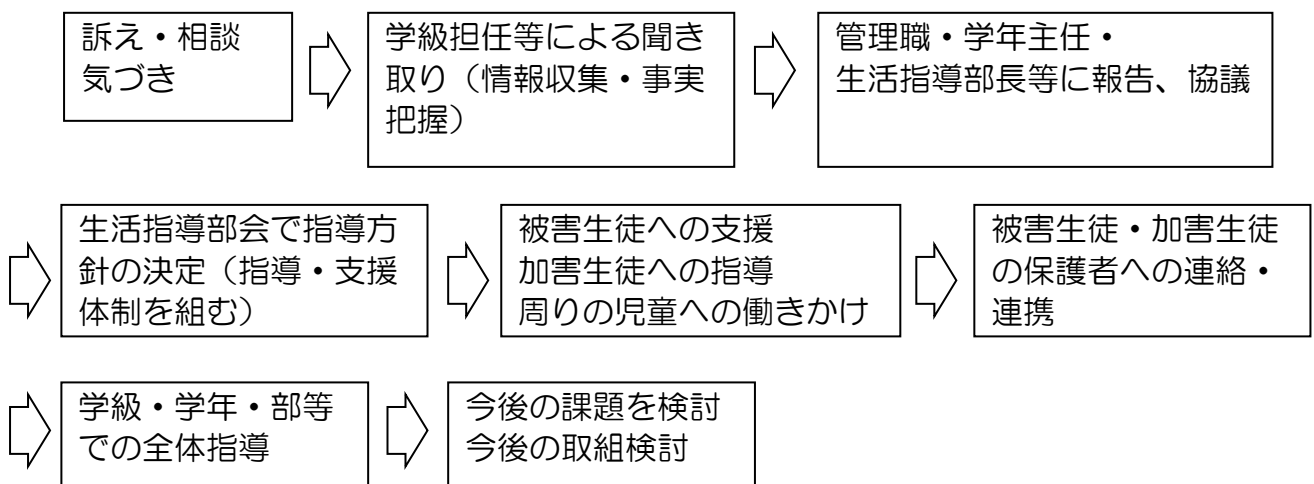 訴え・相談
気づき
学級担任等による聞き
取り（情報収集・事実
把握）
管理職・学年主任・
生活指導部長等に報告、協議
生活指導部会で指導方
針の決定（指導・支援
体制を組む）
被害生徒への支援
加害生徒への指導
周りの児童への働きかけ
被害生徒・加害生徒
の保護者への連絡・
連携
学級・学年・部等
での全体指導
今後の課題を検討
今後の取組検討